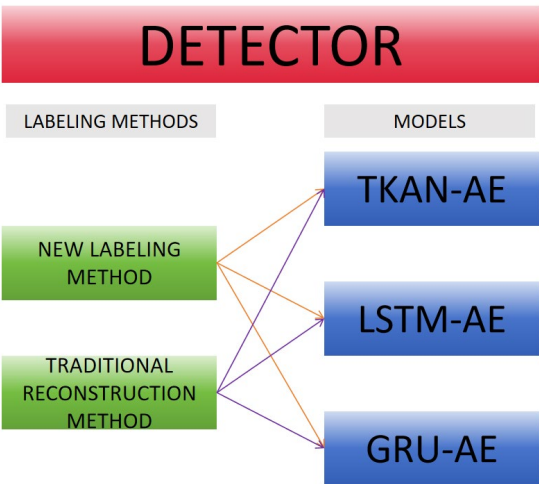 DETECTOR
LABELING METHODS
MODELS
TKAN-AE
NEW LABELING
METHOD
LSTM-AE
TRADITIONAL
RECONSTRUCTION
METHOD
GRU-AE